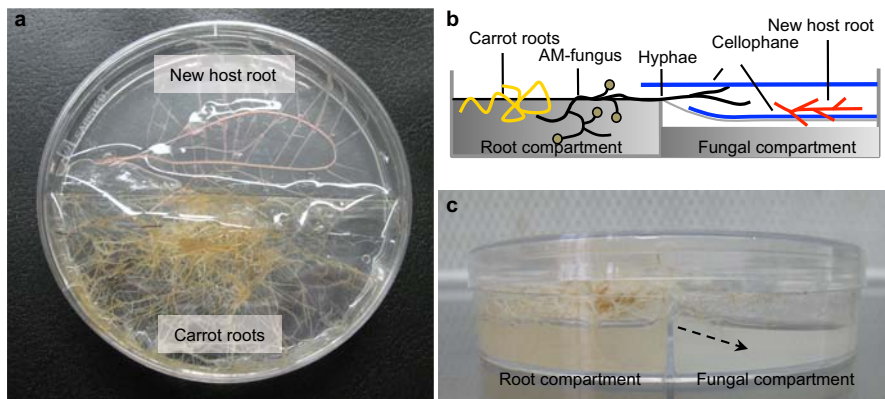 a
New host root
Carrot roots
b
New host root
Cellophane
Carrot roots
AM-fungus
Hyphae
Root compartment
Fungal compartment
c
Root compartment
Fungal compartment